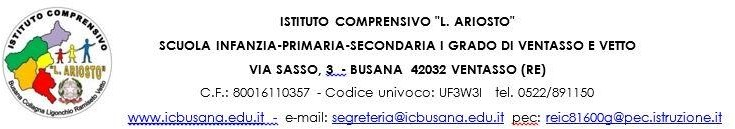 ISTITUTO COMPRENSIVO
"L. ARIOSTO"
Busana Collagna Ligonchio Ramiseto Vetto
ISTITUTO COMPRENSIVO "L. ARIOSTO"
SCUOLA INFANZIA-PRIMARIA-SECONDARIA I GRADO DI VENTASSO E VETTO
VIA SASSO, 3 - BUSANA 42032 VENTASSO (RE)
C.F.: 80016110357 - Codice univoco: UF3W3I tel. 0522/891150
www.icbusana.edu.it - e-mail: segreteria@icbusana.edu.it pec: reic81600g@pec.istruzione.it